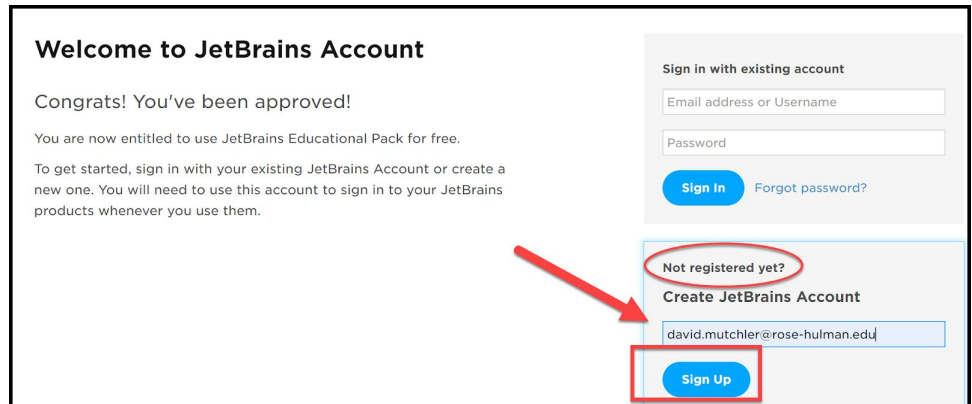 Welcome to JetBrains Account
Congrats! You've been approved!
You are now entitled to use JetBrains Educational Pack for free.
To get started, sign in with your existing JetBrains Account or create a
new one. You will need to use this account to sign in to your JetBrains
products whenever you use them.
Sign in with existing account
Email address or Username
Password
Sign In Forgot password?
Not registered yet?
Create JetBrains Account
david.mutchler@rose-hulman.edu
Sign Up